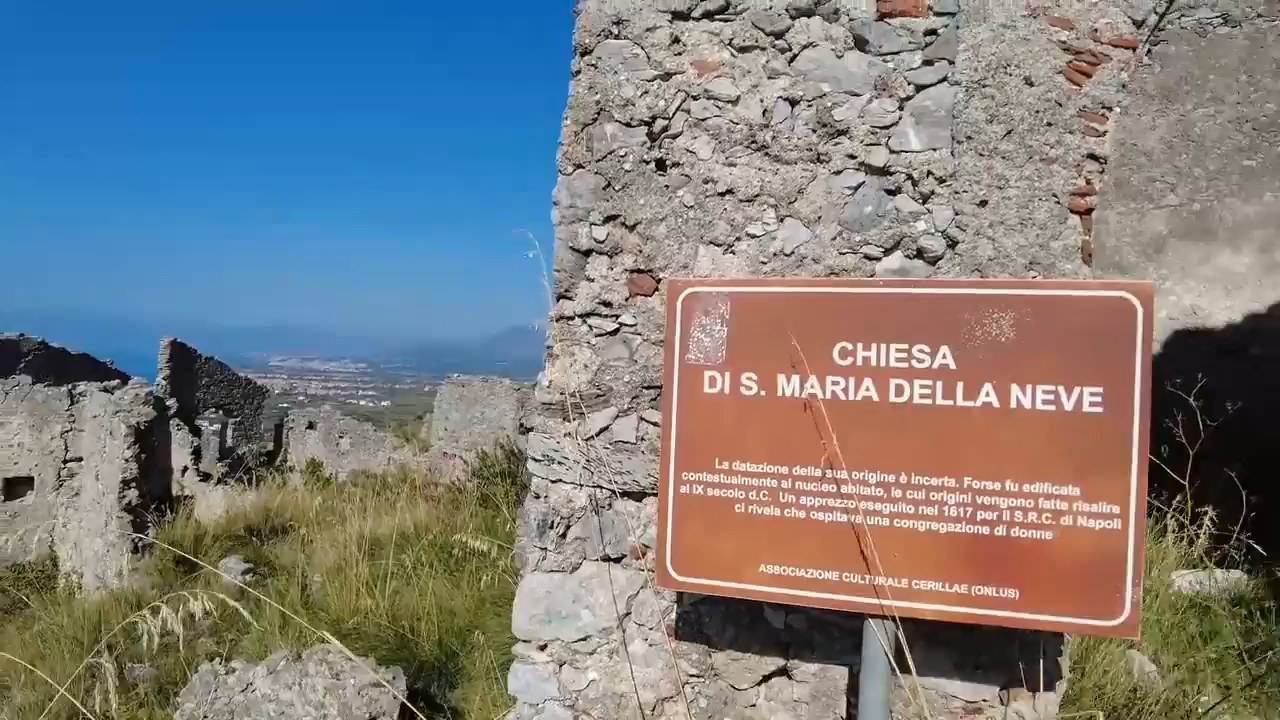 CHIESA
DI S. MARIA DELLA NEVE
La datazione della sua origine è incerta. Forse fu edificata
contestualmente al nucleo abitato, le cui origini vengono fatte risalire
al IX secolo d.C. Un apprezzo eseguito nel 1617 per il S.R.C. di Napoli
ci rivela che ospitava una congregazione di donne
ASSOCIAZIONE CULTURALE CERILLAE (ONLUS)